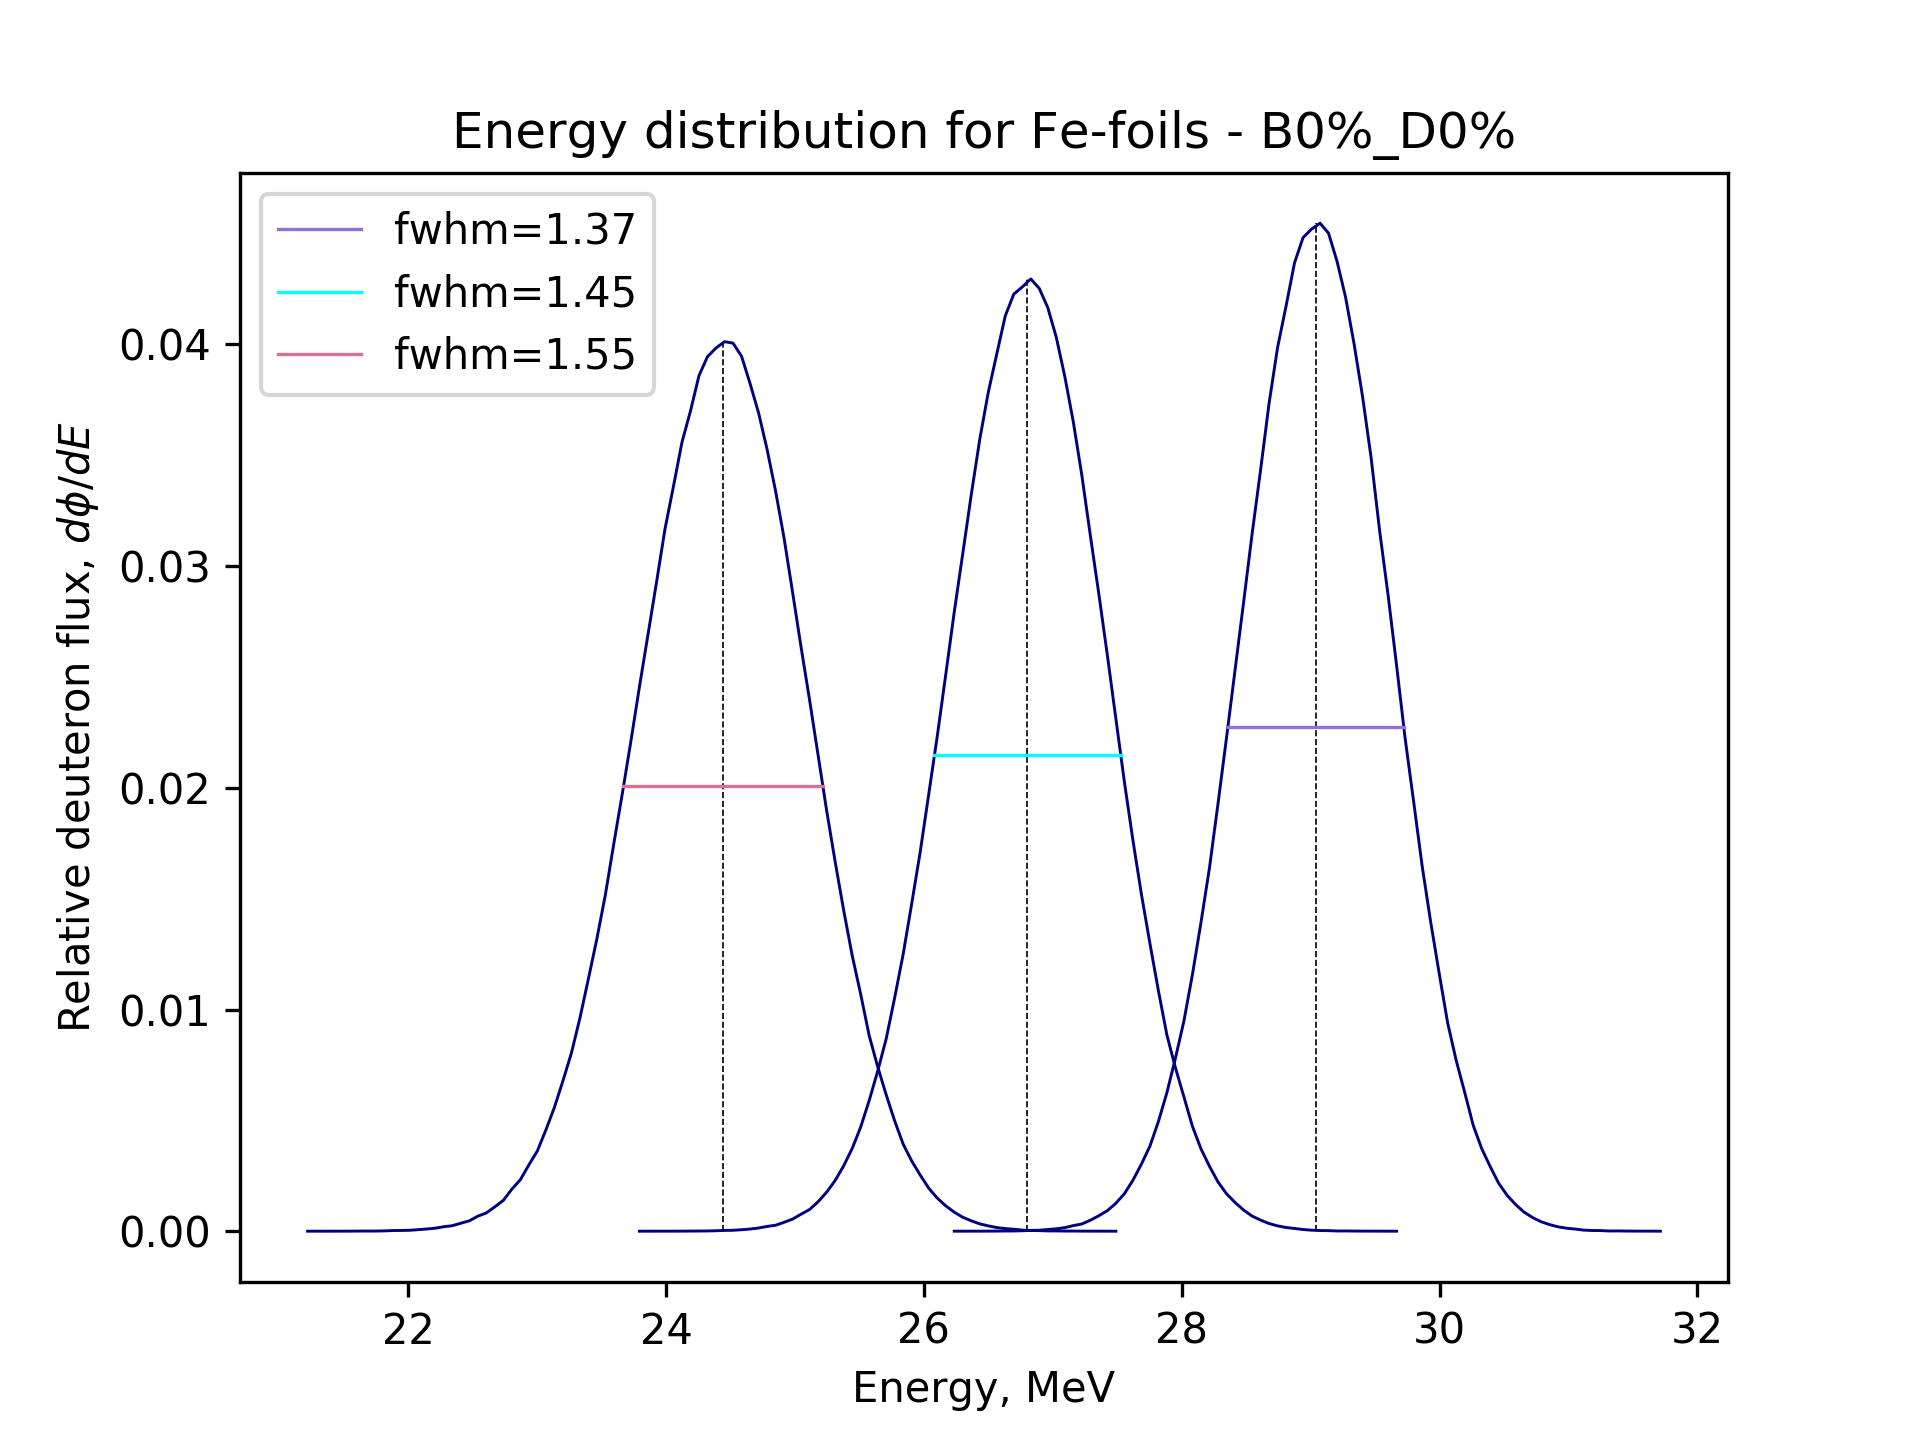 Energy distribution for Fe-foils - B0%_D0%
fwhm=1.37
fwhm=1.45
fwhm=1.55
Relative deuteron flux, dϕ/dE
0.04
0.03
0.02
0.01
0.00
22 24 26 28 30 32
Energy, MeV